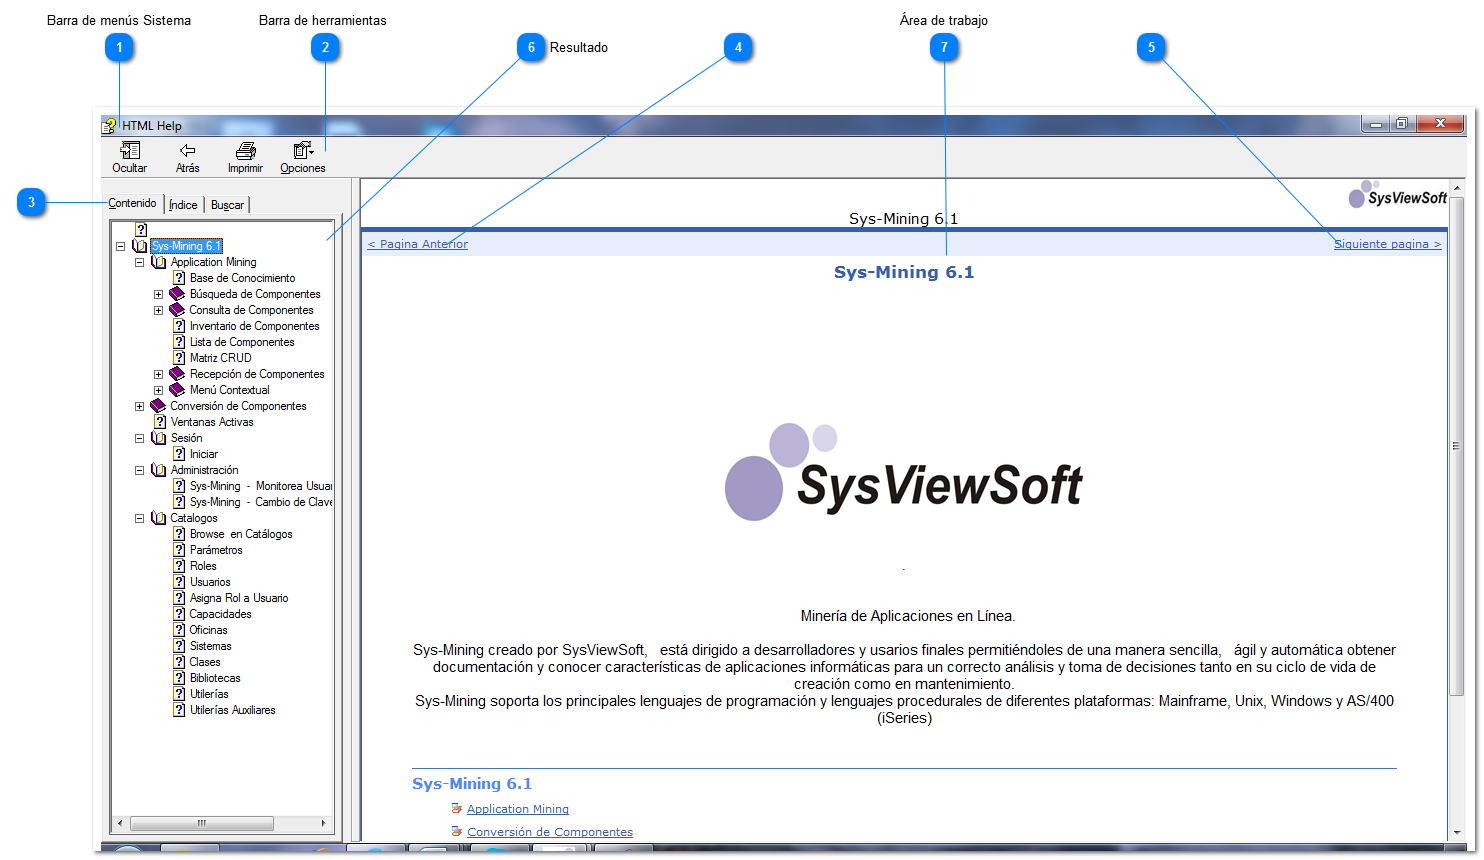 Barra de menús Sistema
Barra de herramientas
Área de trabajo
1
2
6
Resultado
4
7
5
HTML Help
Ocultar
Atrás
Imprimir
Opciones
3
Contenido
Índice
Buscar
SysViewSoft
Sys-Mining 6.1
< Pagina Anterior
Siguiente pagina >
Sys-Mining 6.1
Sys-Mining 6.1
Application Mining
Base de Conocimiento
Búsqueda de Componentes
Consulta de Componentes
Inventario de Componentes
Lista de Componentes
Matriz CRUD
Recepción de Componentes
Menú Contextual
Conversión de Componentes
Ventanas Activas
Sesión
Iniciar
Administración
Sys-Mining - Monitorea Usuar
Sys-Mining - Cambio de Clave
Catalogos
Browse en Catálogos
Parámetros
Roles
Usuarios
Asigna Rol a Usuario
Capacidades
Oficinas
Sistemas
Clases
Bibliotecas
Utilerías
Utilerías Auxiliares
SysViewSoft
.
Minería de Aplicaciones en Línea.
Sys-Mining creado por SysViewSoft, está dirigido a desarrolladores y usarios finales permitiéndoles de una manera sencilla, ágil y automática obtener
documentación y conocer características de aplicaciones informáticas para un correcto análisis y toma de decisiones tanto en su ciclo de vida de
creación como en mantenimiento.
Sys-Mining soporta los principales lenguajes de programación y lenguajes procedurales de diferentes plataformas: Mainframe, Unix, Windows y AS/400
(iSeries)
Sys-Mining 6.1
Application Mining
Conversión de Componentes